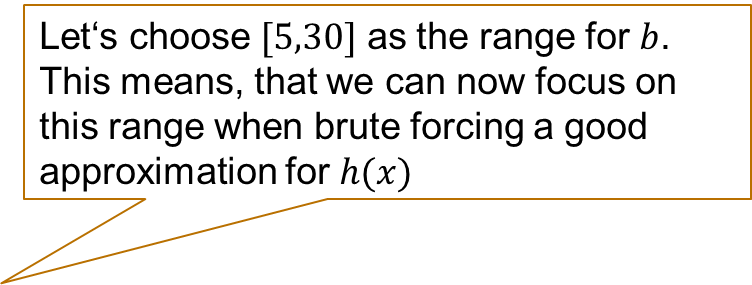 Let‘s choose [5,30] as the range for b.
This means, that we can now focus on
this range when brute forcing a good
approximation for h(x)